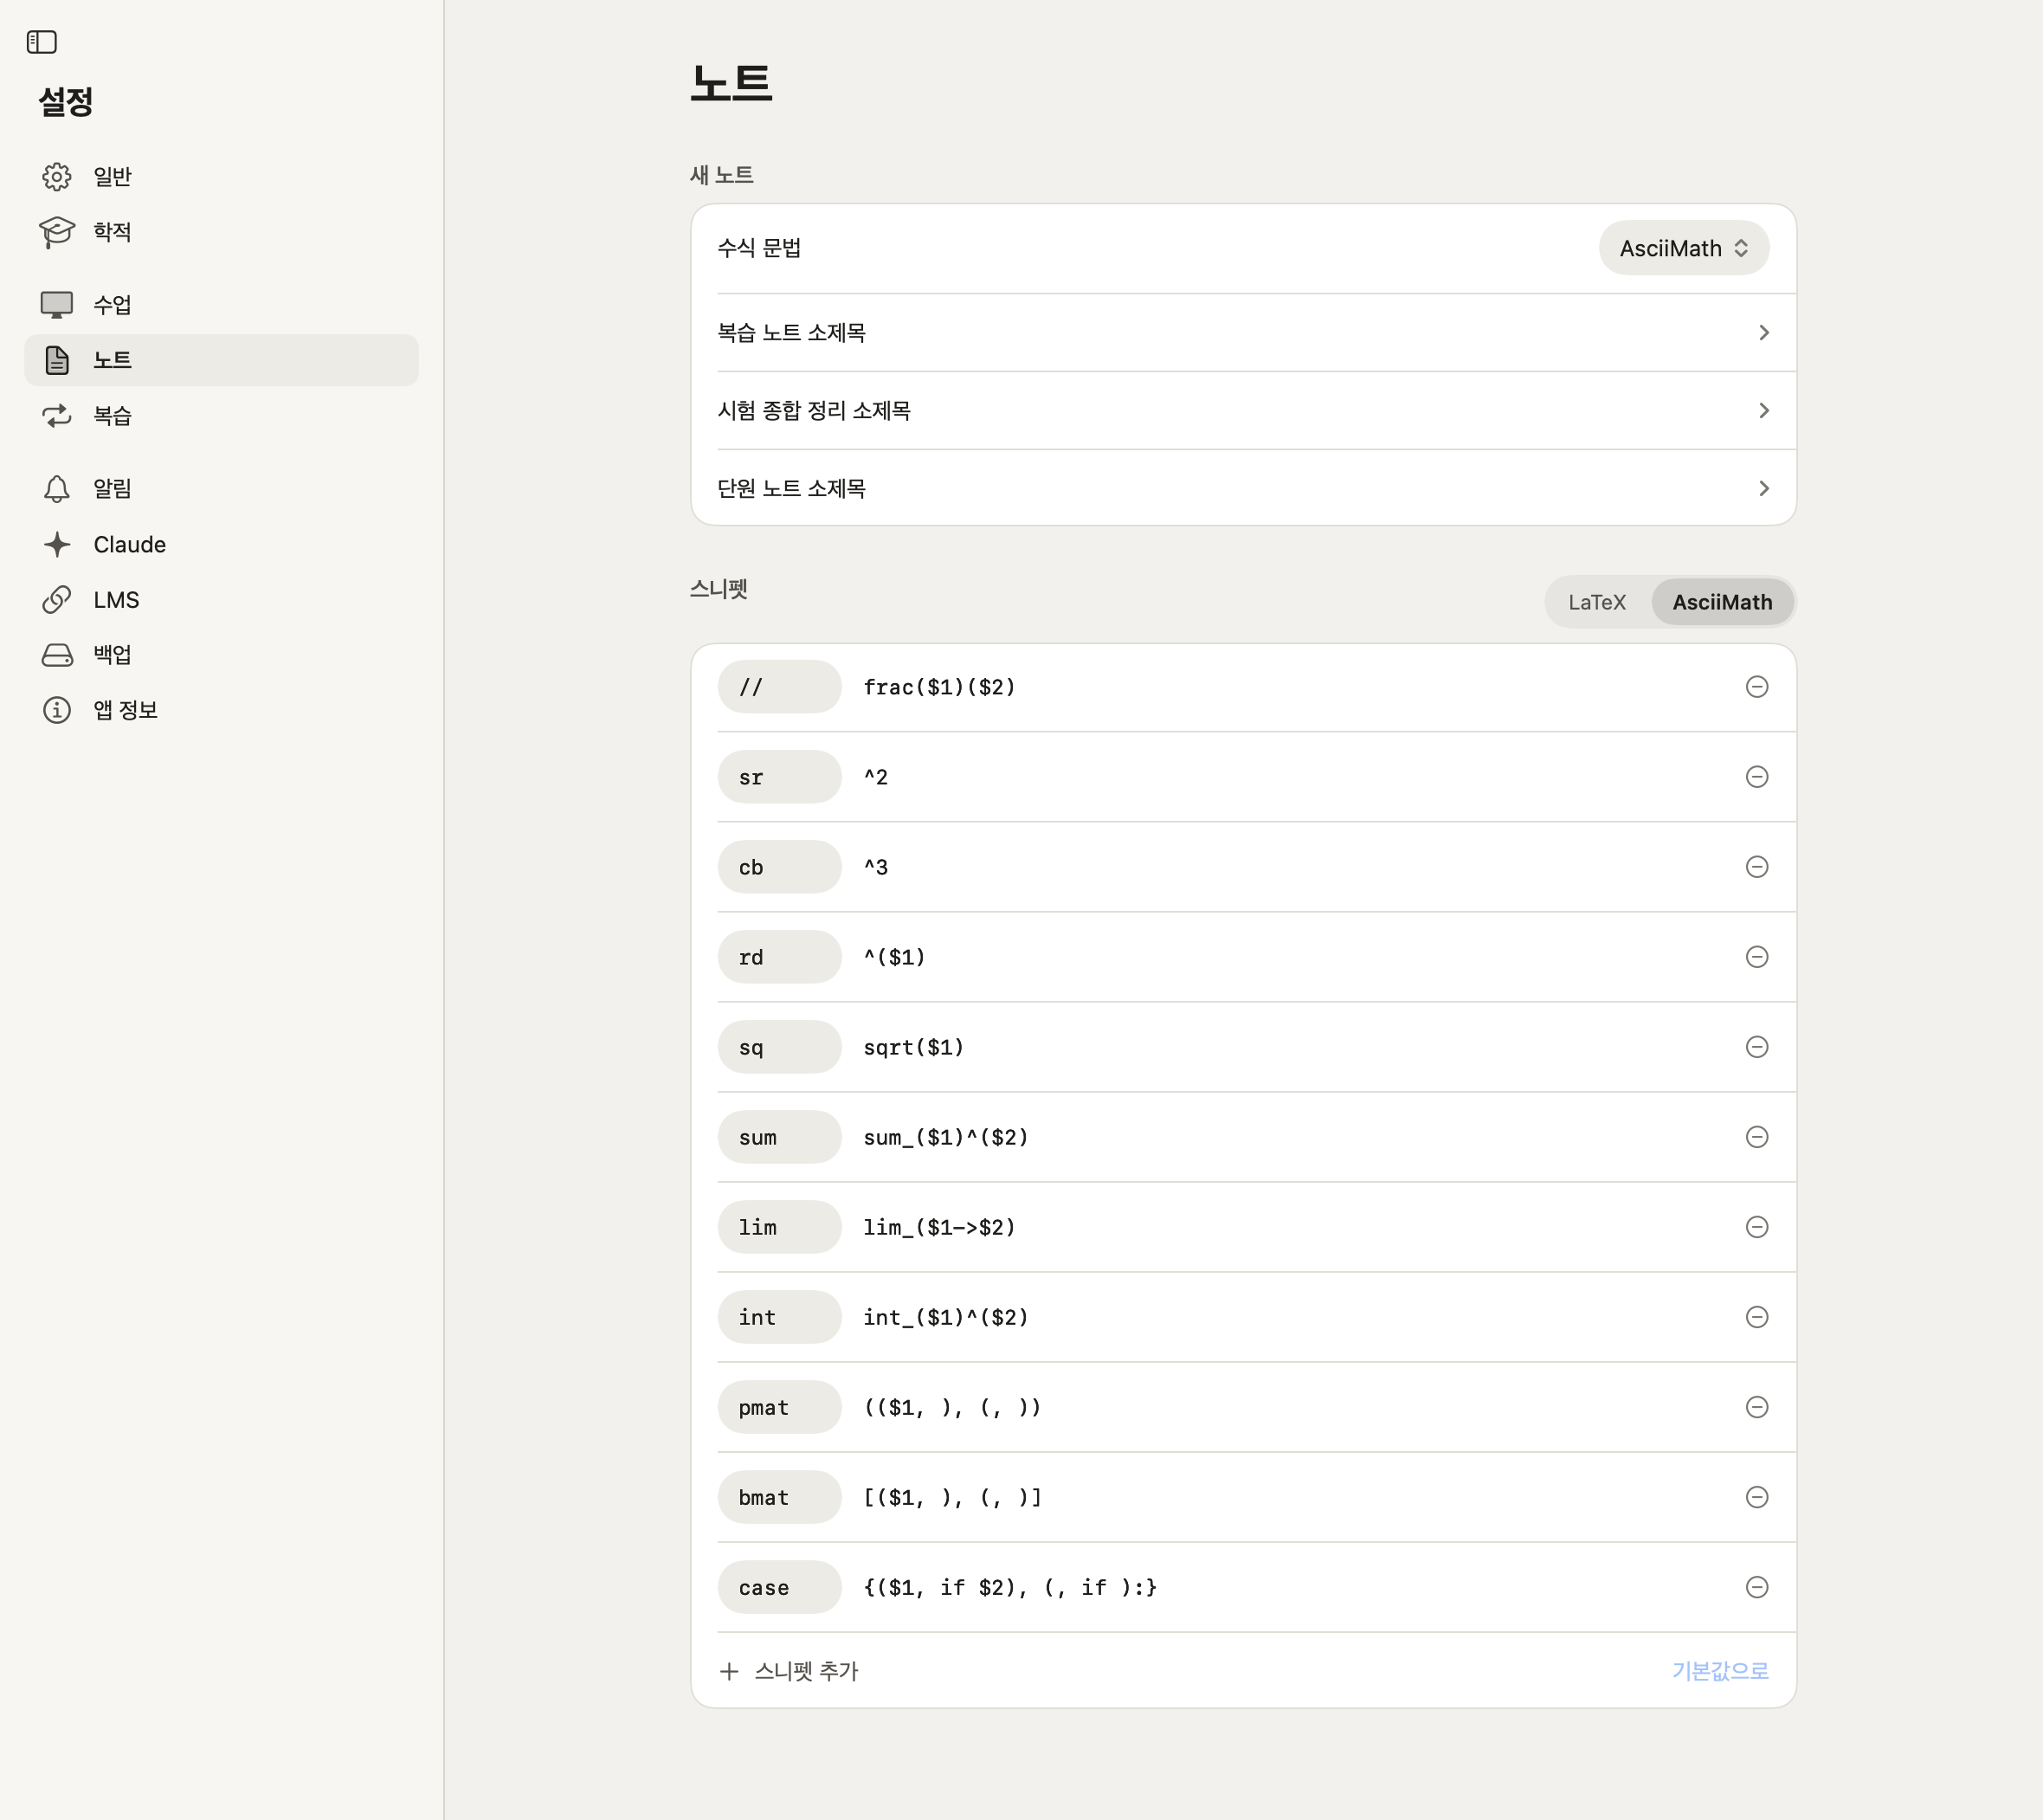 설정
일반
학적
수업
노트
복습
알림
Claude
LMS
백업
앱 정보
노트
새 노트
수식 문법 AsciiMath
복습 노트 소제목
시험 종합 정리 소제목
단원 노트 소제목
스니펫 LaTeX AsciiMath
// frac($1)($2)
sr ^2
cb ^3
rd ^($1)
sq sqrt($1)
sum sum_($1)^($2)
lim lim_($1->$2)
int int_($1)^($2)
pmat (($1, ), (, ))
bmat [($1, ), (, )]
case {($1, if $2), (, if ):}
+ 스니펫 추가 기본값으로